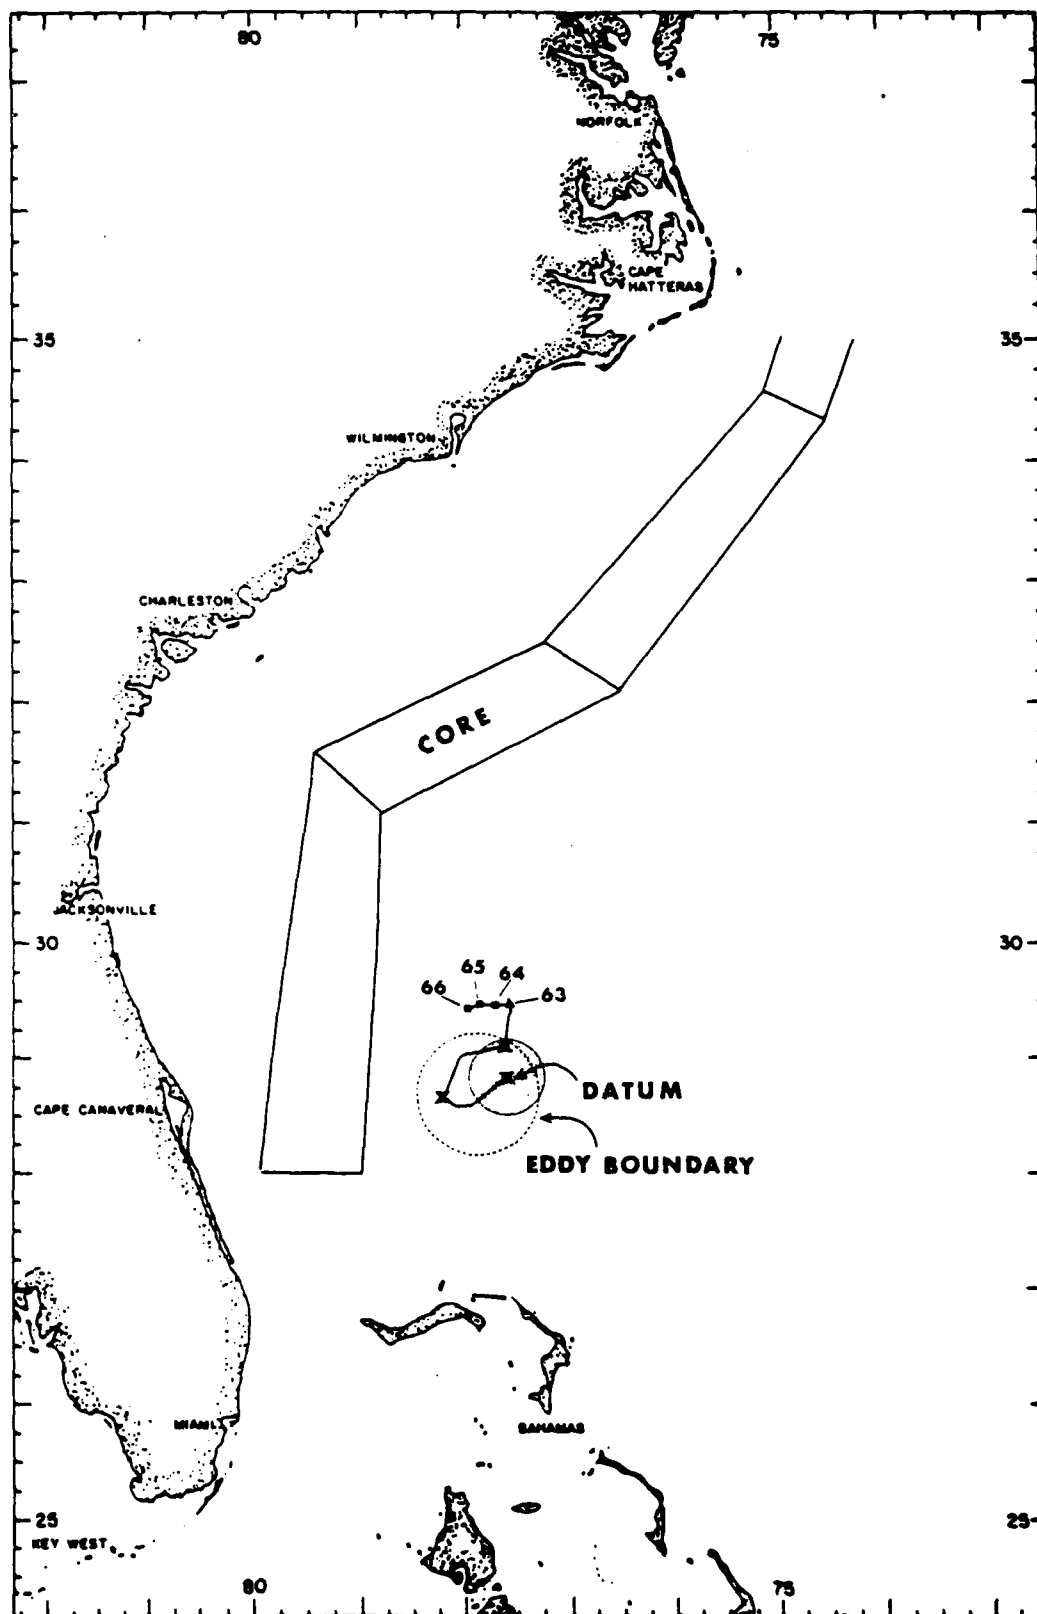 80 75
NORFOLK
CAPE
HATTERAS
35 35
WILMINGTON
CHARLESTON
CORE
JACKSONVILLE
30 30
65 64
66 63
DATUM
CAPE CANAVERAL
EDDY BOUNDARY
MIAMI
BAHAMAS
25 25
KEY WEST
80 75